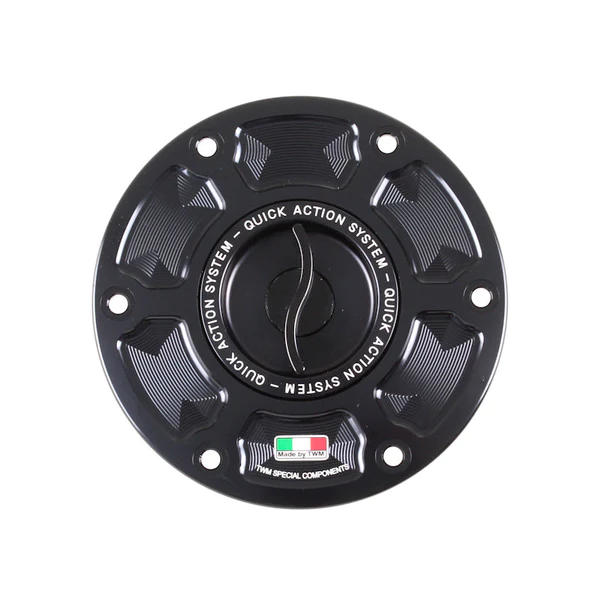 QUICK ACTION SYSTEM – QUICK ACTION SYSTEM – QUICK ACTION SYSTEM –
Made by TWM
TWM SPECIAL COMPONENTS